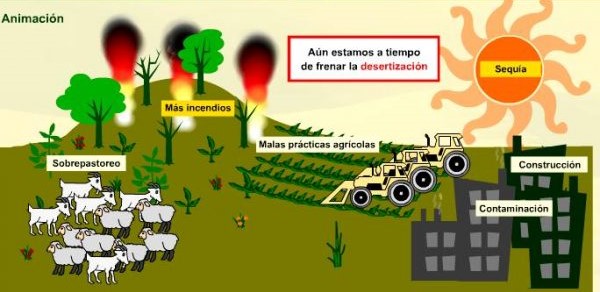 Animación
Aún estamos a tiempo
de frenar la desertización
Sequía
Más incendios
Malas prácticas agrícolas
Sobrepastoreo
Construcción
Contaminación